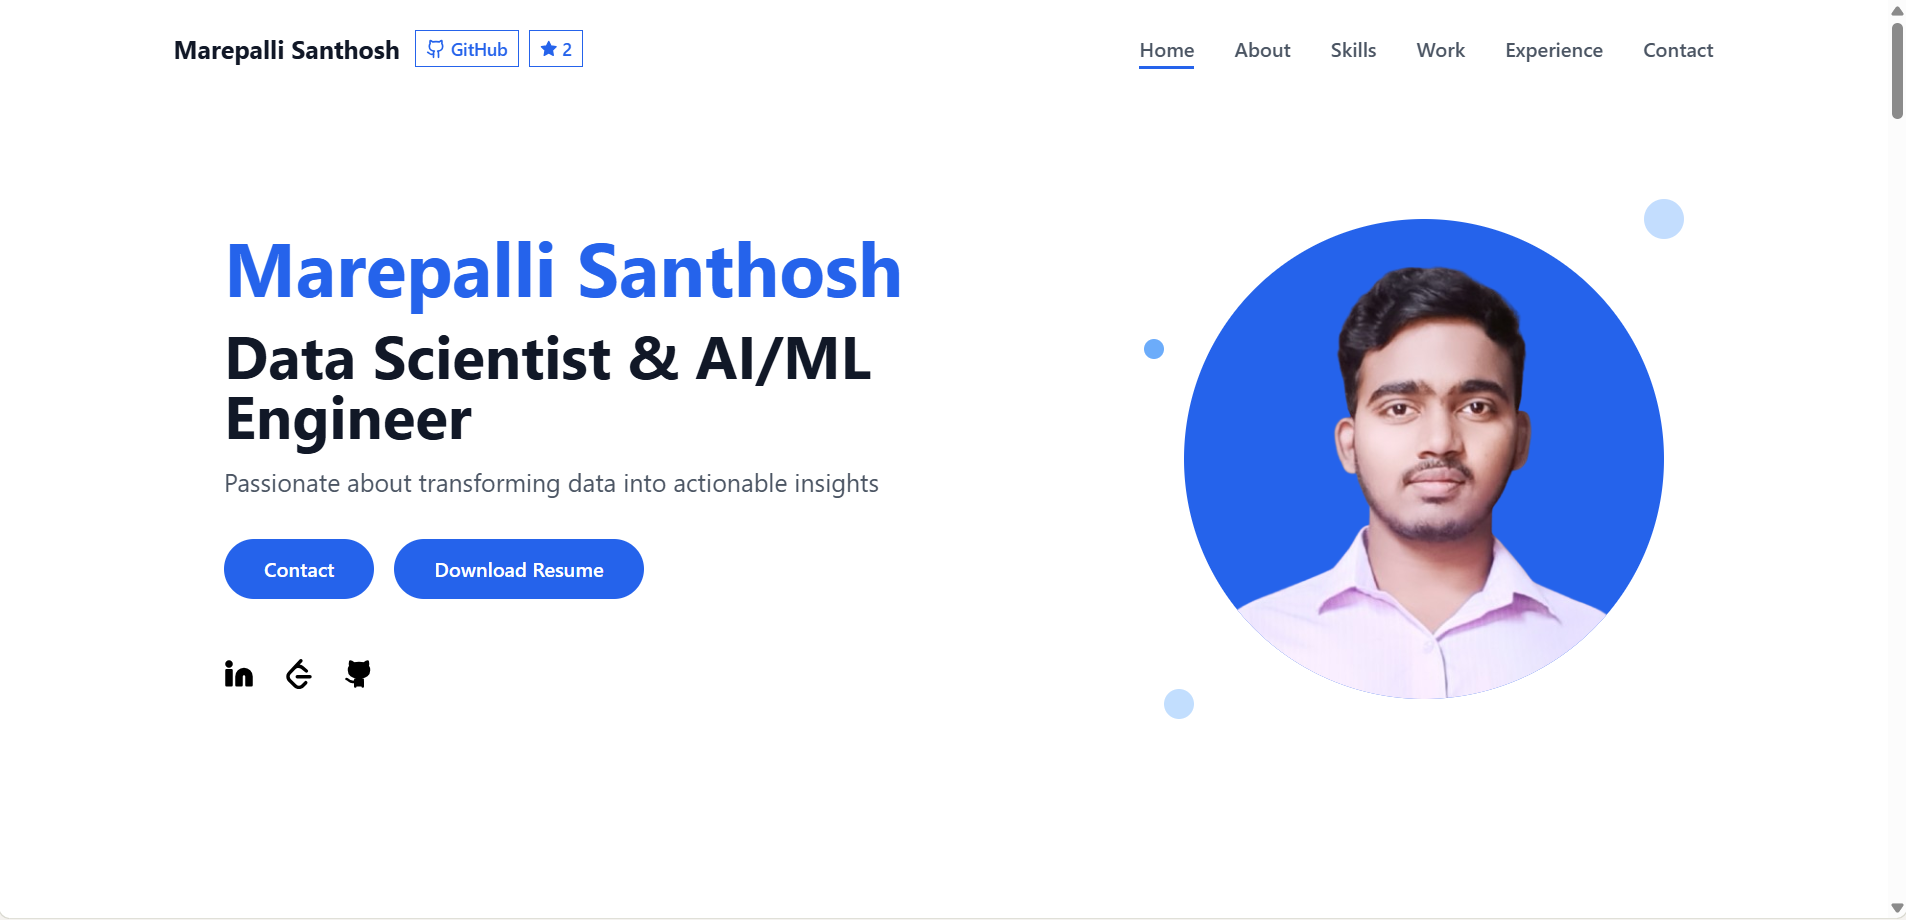 Marepalli Santhosh
GitHub
2
Home
About
Skills
Work
Experience
Contact
Marepalli Santhosh
Data Scientist & AI/ML
Engineer
Passionate about transforming data into actionable insights
Contact
Download Resume
in